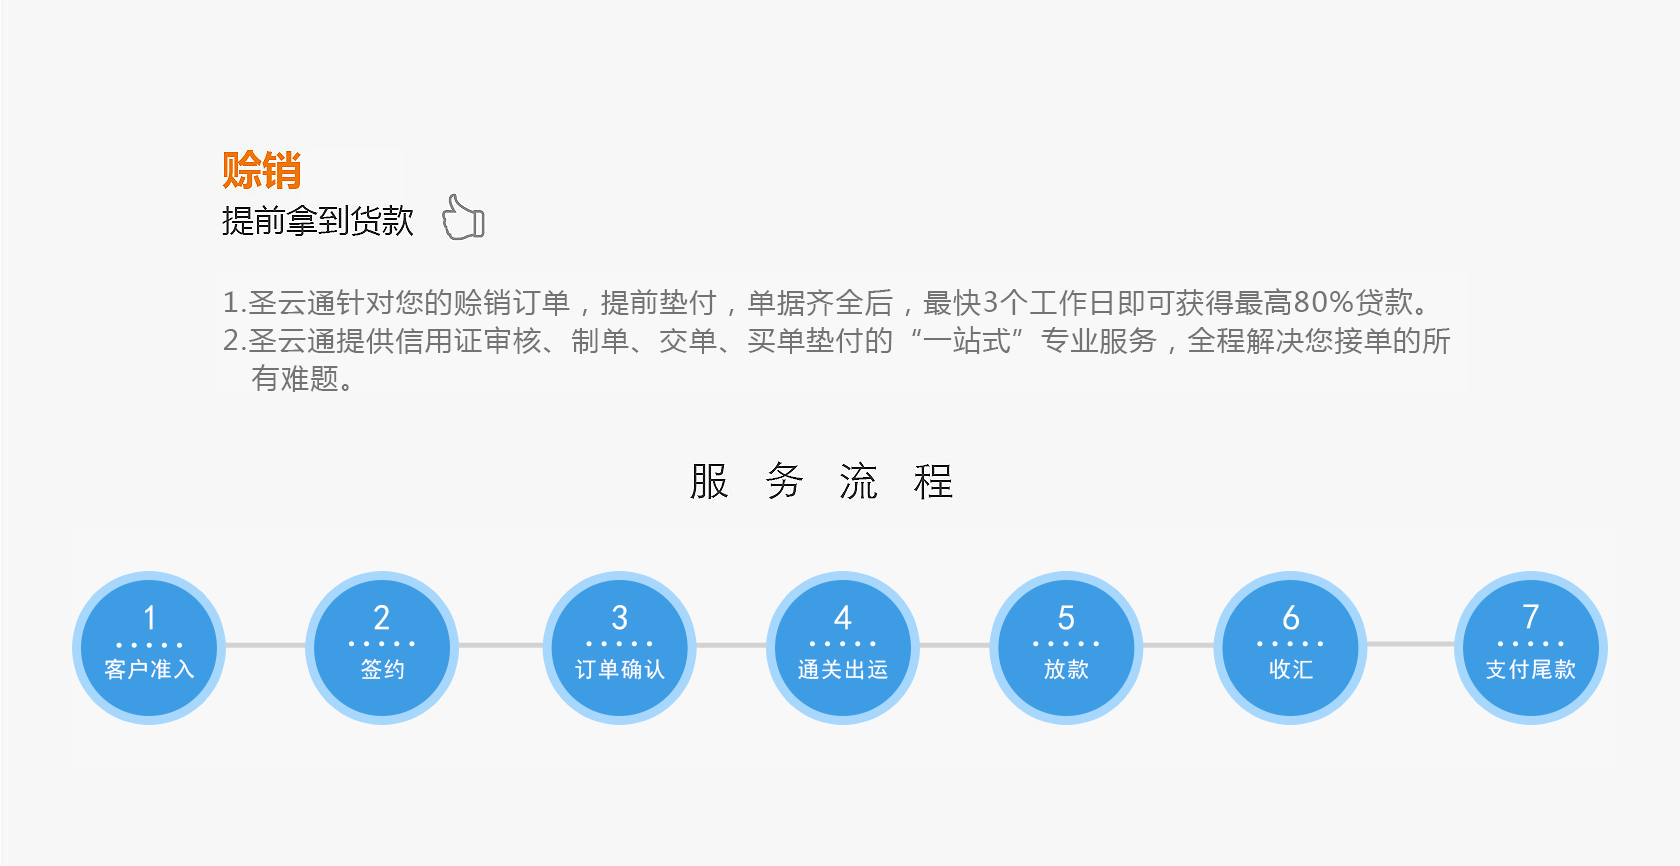 赊销
提前拿到货款
1.圣云通针对您的赊销订单，提前垫付，单据齐全后，最快3个工作日即可获得最高80%贷款。
2.圣云通提供信用证审核、制单、交单、买单垫付的“一站式”专业服务，全程解决您接单的所
有难题。
服务流程
1
客户准入
2
签约
3
订单确认
4
通关出运
5
放款
6
收汇
7
支付尾款